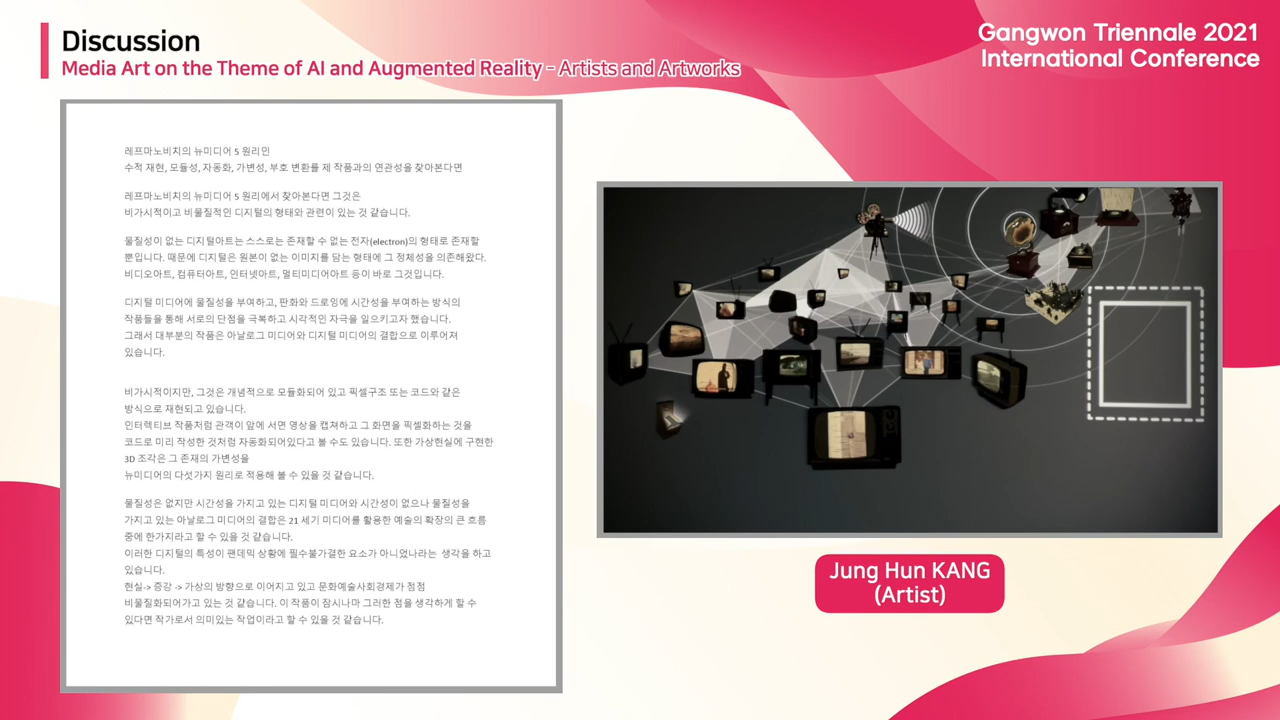 Discussion
Media Art on the Theme of AI and Augmented Reality - Artists and Artworks
Gangwon Triennale 2021
International Conference
레프마노비치의 뉴미디어 5 원리인
수적 재현, 모듈성, 자동화, 가변성, 부호 변환를 제 작품과의 연관성을 찾아본다면
레프마노비치의 뉴미디어 5 원리에서 찾아본다면 그것은
비가시적이고 비물질적인 디지털의 형태와 관련이 있는 것 같습니다.
물질성이 없는 디지털아트는 스스로는 존재할 수 없는 전자(electron)의 형태로 존재할
뿐입니다. 때문에 디지털은 원본이 없는 이미지를 담는 형태에 그 정체성을 의존해왔다.
비디오아트, 컴퓨터아트, 인터넷아트, 멀티미디어아트 등이 바로 그것입니다.
디지털 미디어에 물질성을 부여하고, 판화와 드로잉에 시간성을 부여하는 방식의
작품들을 통해 서로의 단점을 극복하고 시각적인 자극을 일으키고자 했습니다.
그래서 대부분의 작품은 아날로그 미디어와 디지털 미디어의 결합으로 이루어져
있습니다.
비가시적이지만, 그것은 개념적으로 모듈화되어 있고 픽셀구조 또는 코드와 같은
방식으로 재현되고 있습니다.
인터렉티브 작품처럼 관객이 앞에 서면 영상을 캡쳐하고 그 화면을 픽셀화하는 것을
코드로 미리 작성한 것처럼 자동화되어있다고 볼 수도 있습니다. 또한 가상현실에 구현한
3D 조각은 그 존재의 가변성을
뉴미디어의 다섯가지 원리로 적용해 볼 수 있을 것 같습니다.
물질성은 없지만 시간성을 가지고 있는 디지털 미디어와 시간성이 없으나 물질성을
가지고 있는 아날로그 미디어의 결합은 21 세기 미디어를 활용한 예술의 확장의 큰 흐름
중에 한가지라고 할 수 있을 것 같습니다.
이러한 디지털의 특성이 팬데믹 상황에 필수불가결한 요소가 아니었나라는 생각을 하고
있습니다.
현실-> 증강 -> 가상의 방향으로 이어지고 있고 문화예술사회경제가 점점
비물질화되어가고 있는 것 같습니다. 이 작품이 잠시나마 그러한 점을 생각하게 할 수
있다면 작가로서 의미있는 작업이라고 할 수 있을 것 같습니다.
Jung Hun KANG
(Artist)